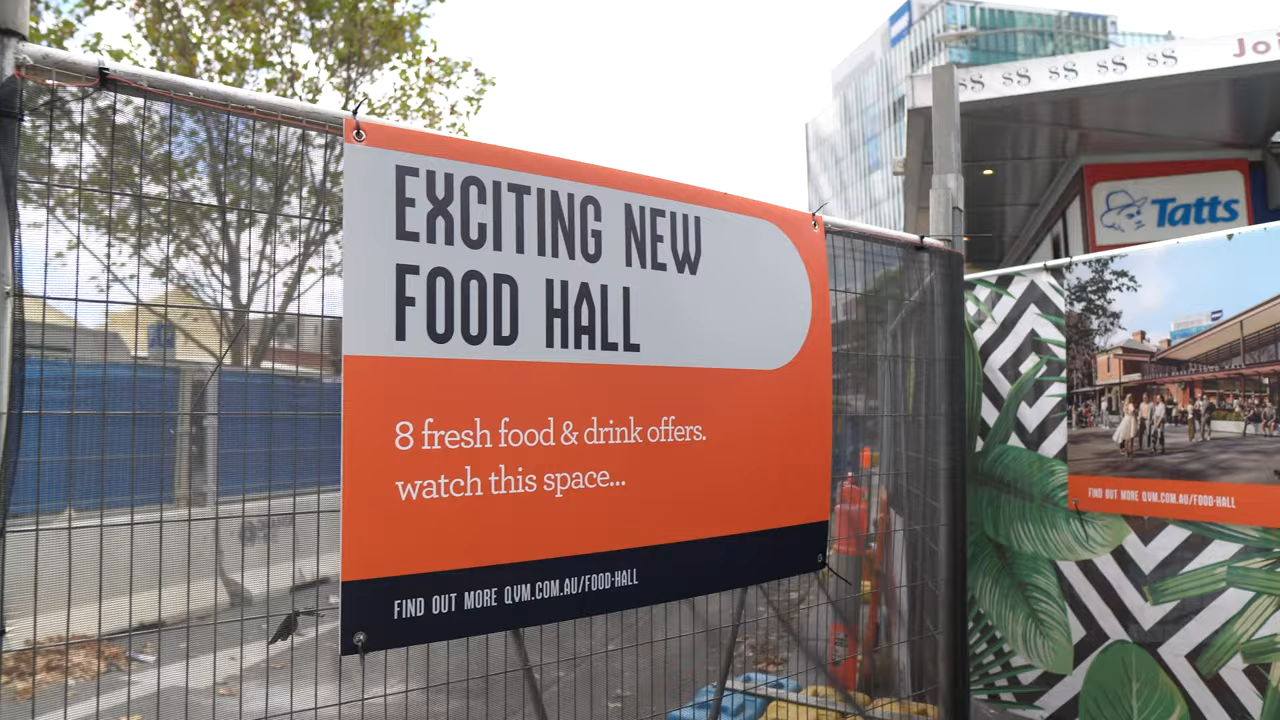 EXCITING NEW
FOOD HALL
8 fresh food & drink offers.
watch this space...
FIND OUT MORE QVM.COM.AU/FOOD-HALL
Joi
Tatts
FIND OUT MORE QVM.COM.AU/FOOD-HALL